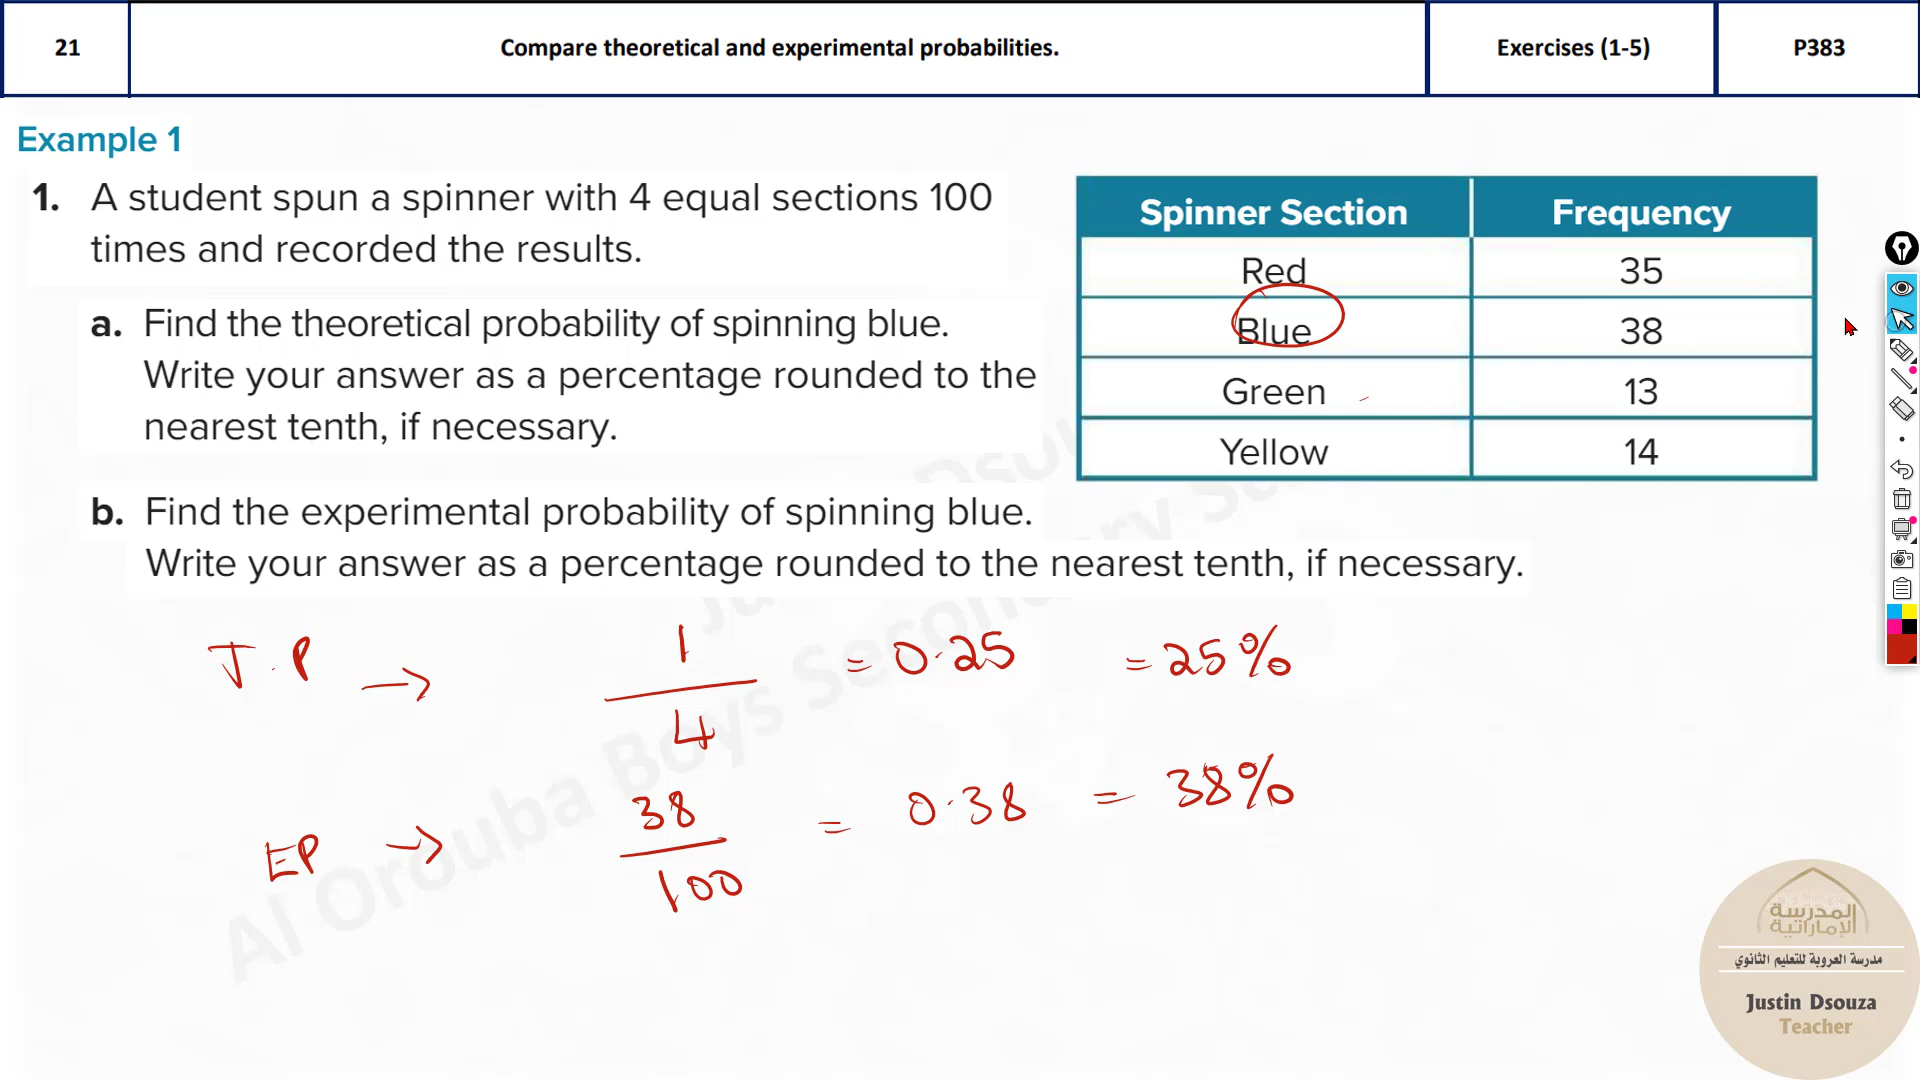 21 Compare theoretical and experimental probabilities. Exercises (1-5) P383
Example 1
1. A student spun a spinner with 4 equal sections 100
times and recorded the results.
a. Find the theoretical probability of spinning blue.
Write your answer as a percentage rounded to the
nearest tenth, if necessary.
b. Find the experimental probability of spinning blue.
Write your answer as a percentage rounded to the nearest tenth, if necessary.
Spinner Section Frequency
Red 35
Blue 38
Green 13
Yellow 14
T.P → 1/4 = 0.25 = 25%
EP → 38/100 = 0.38 = 38%
Al Orouba Boys Secondary S
Dsou
المدرسة
الإماراتية
مدرسة العروبة للتعليم الثانوي
Justin Dsouza
Teacher